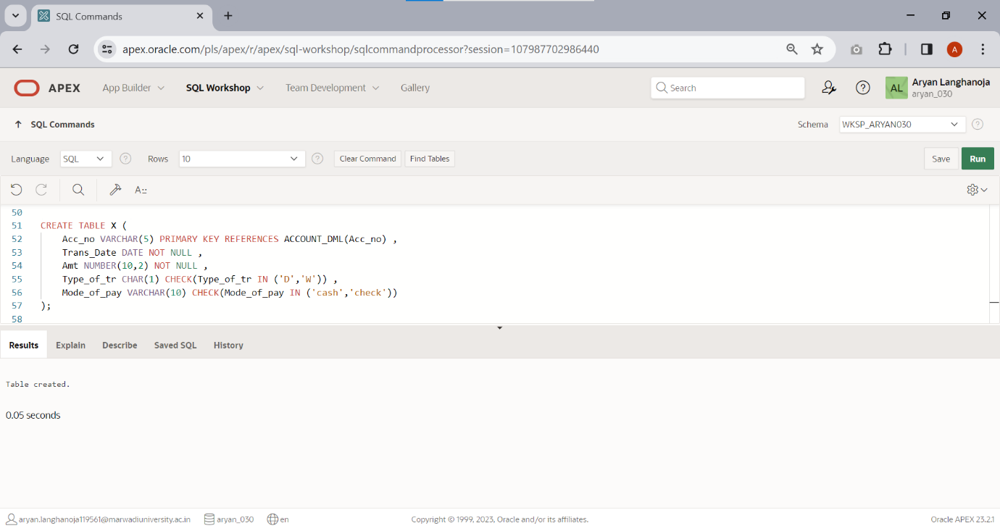 SQL Commands
apex.oracle.com/pls/apex/r/apex/sql-workshop/sqlcommandprocessor?session=107987702986440
A
APEX App Builder SQL Workshop Team Development Gallery Search ? AL Aryan Langhanoja
aryan_030
SQL Commands Schema WKSP_ARYAN030 ?
Language SQL ? Rows 10 ? Clear Command Find Tables Save Run
A::
50
51 CREATE TABLE X (
52 Acc_no VARCHAR(5) PRIMARY KEY REFERENCES ACCOUNT_DML(Acc_no) ,
53 Trans_Date DATE NOT NULL ,
54 Amt NUMBER(10,2) NOT NULL ,
55 Type_of_tr CHAR(1) CHECK(Type_of_tr IN ('D','W')) ,
56 Mode_of_pay VARCHAR(10) CHECK(Mode_of_pay IN ('cash','check'))
57 );
58
Results Explain Describe Saved SQL History
Table created.
0.05 seconds
aryan.langhanoja119561@marwadiuniversity.ac.in aryan_030 en Copyright © 1999, 2023, Oracle and/or its affiliates. Oracle APEX 23.2.1